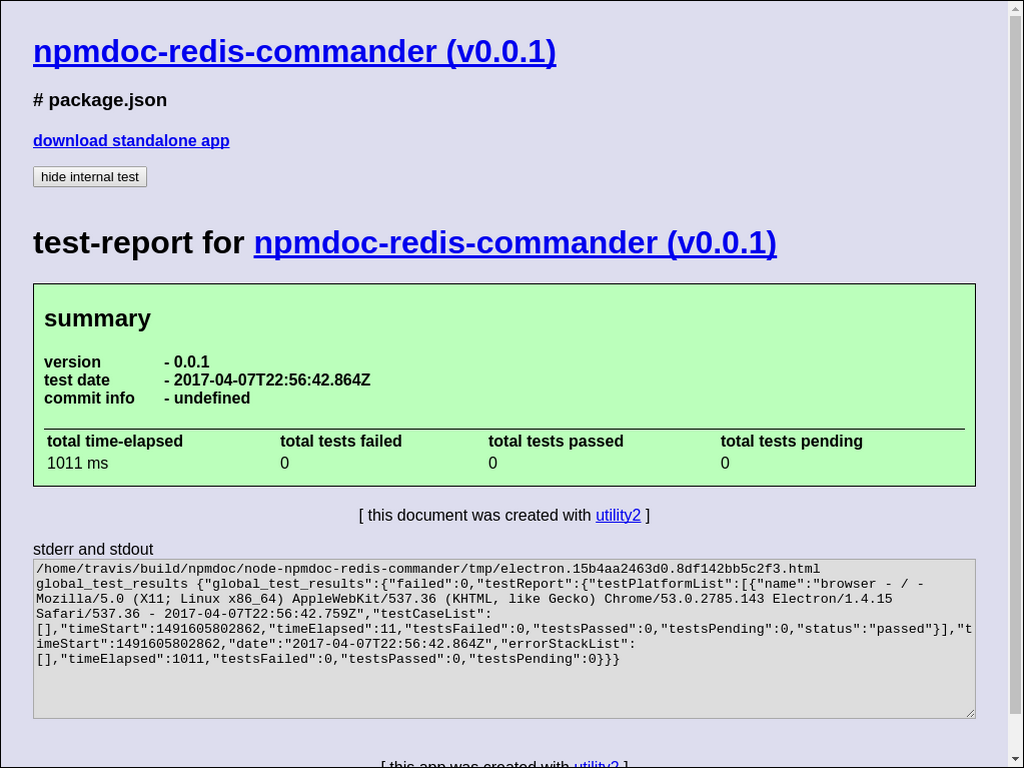 npmdoc-redis-commander (v0.0.1)
# package.json
download standalone app
hide internal test
test-report for npmdoc-redis-commander (v0.0.1)
summary
version - 0.0.1
test date - 2017-04-07T22:56:42.864Z
commit info - undefined
total time-elapsed total tests failed total tests passed total tests pending
1011 ms 0 0 0
[ this document was created with utility2 ]
stderr and stdout
/home/travis/build/npmdoc/node-npmdoc-redis-commander/tmp/electron.15b4aa2463d0.8df142bb5c2f3.html
global_test_results {"global_test_results":{"failed":0,"testReport":{"testPlatformList":[{"name":"browser - / -
Mozilla/5.0 (X11; Linux x86_64) AppleWebKit/537.36 (KHTML, like Gecko) Chrome/53.0.2785.143 Electron/1.4.15
Safari/537.36 - 2017-04-07T22:56:42.759Z","testCaseList":
[],"timeStart":1491605802862,"timeElapsed":11,"testsFailed":0,"testsPassed":0,"testsPending":0,"status":"passed"}],"t
imeStart":1491605802862,"date":"2017-04-07T22:56:42.864Z","errorStackList":
[],"timeElapsed":1011,"testsFailed":0,"testsPassed":0,"testsPending":0}}}
[ this app was created with utility2 ]